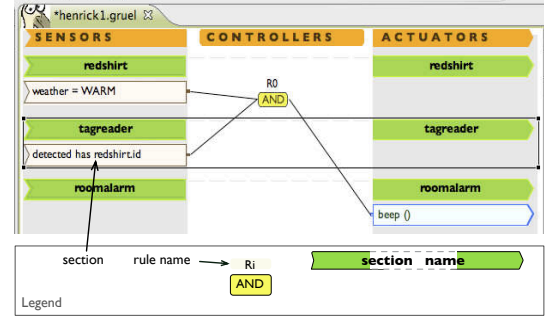 *henrick1.gruel
SENSORS CONTROLLERS ACTUATORS
redshirt redshirt
weather = WARM
R0
AND
tagreader tagreader
detected has redshirt.id
roomalarm roomalarm
beep ()
section rule name Ri section name
AND
Legend